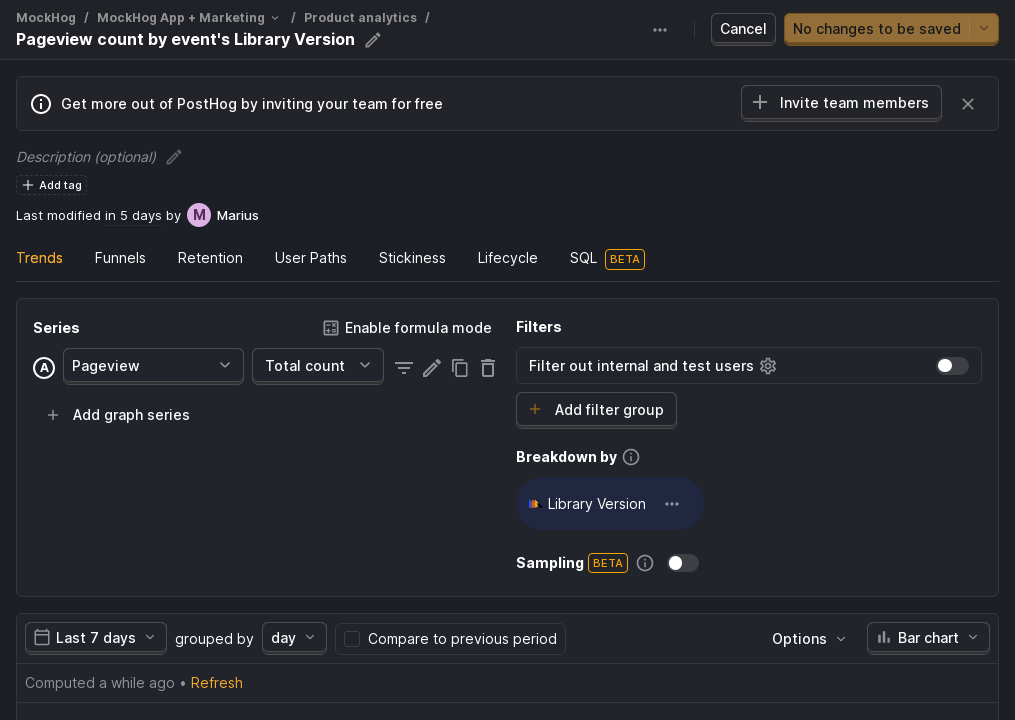 MockHog / MockHog App + Marketing / Product analytics /
Pageview count by event's Library Version
Cancel
No changes to be saved
Get more out of PostHog by inviting your team for free
Invite team members
Description (optional)
Add tag
Last modified in 5 days by M Marius
Trends Funnels Retention User Paths Stickiness Lifecycle SQL BETA
Series
Enable formula mode
A Pageview Total count
Add graph series
Filters
Filter out internal and test users
Add filter group
Breakdown by
Library Version
Sampling BETA
Last 7 days grouped by day Compare to previous period Options Bar chart
Computed a while ago • Refresh